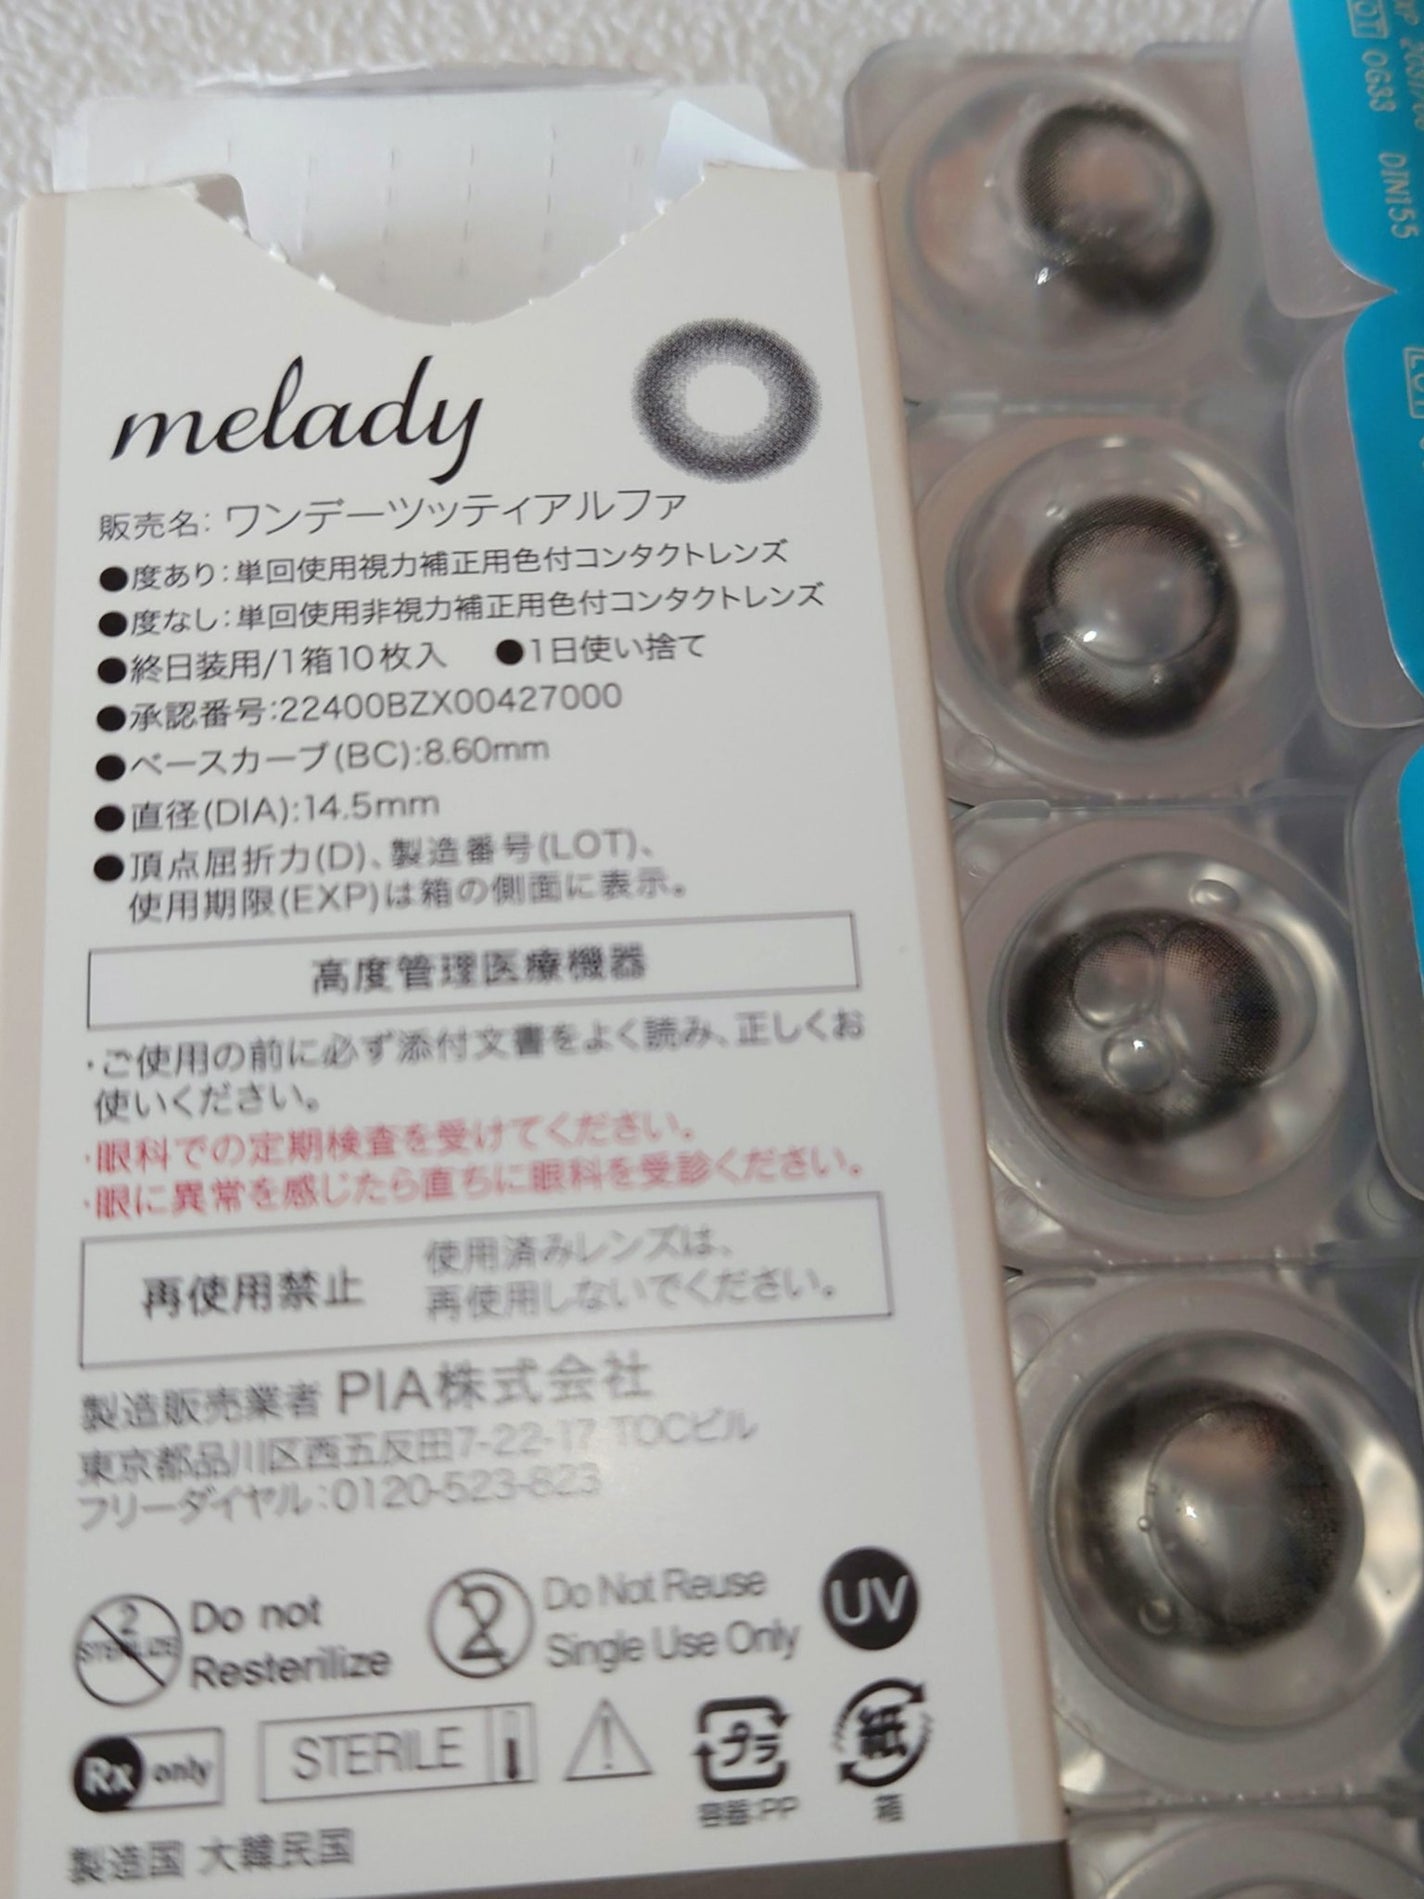 melady
販売名:ワンデーツッティアルファ
●度あり:単回使用視力補正用色付コンタクトレンズ
●度なし:単回使用非視力補正用色付コンタクトレンズ
●終日装用/1箱10枚入 ●1日使い捨て
●承認番号:22400BZX00427000
●ベースカーブ(BC):8.60mm
●直径(DIA):14.5mm
●頂点屈折力(D)、製造番号(LOT)、
使用期限(EXP)は箱の側面に表示。
高度管理医療機器
・ご使用の前に必ず添付文書をよく読み、正しくお
使いください。
・眼科での定期検査を受けてください。
・眼に異常を感じたら直ちに眼科を受診ください。
再使用禁止
使用済みレンズは、
再使用しないでください。
製造販売業者 PIA株式会社
東京都品川区西五反田7-22-17 TOCビル
フリーダイヤル:0120-523-823
2
STERILIZE
Do not
Resterilize
2
Do Not Reuse
Single Use Only
UV
Rx only
STERILE
プラ
容器:PP
紙
箱
製造国 大韓民国
LOT 0G33
DIN155
LOT